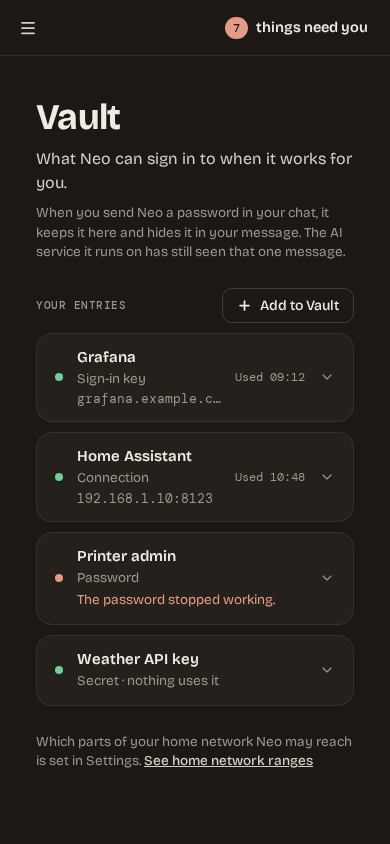 7 things need you
Vault
What Neo can sign in to when it works for
you.
When you send Neo a password in your chat, it
keeps it here and hides it in your message. The AI
service it runs on has still seen that one message.
YOUR ENTRIES
+ Add to Vault
Grafana
Sign-in key
Used 09:12
grafana.example.c…
Home Assistant
Connection
Used 10:48
192.168.1.10:8123
Printer admin
Password
The password stopped working.
Weather API key
Secret · nothing uses it
Which parts of your home network Neo may reach
is set in Settings. See home network ranges